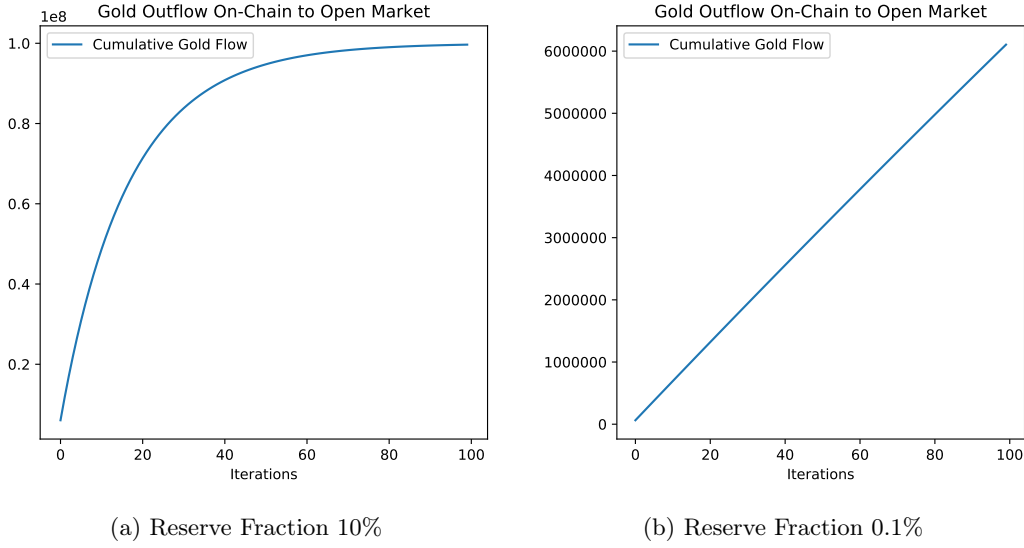 Gold Outflow On-Chain to Open Market
1e8
Cumulative Gold Flow
1.0
0.8
0.6
0.4
0.2
0 20 40 60 80 100
Iterations
(a) Reserve Fraction 10%
Gold Outflow On-Chain to Open Market
Cumulative Gold Flow
6000000
5000000
4000000
3000000
2000000
1000000
0
0 20 40 60 80 100
Iterations
(b) Reserve Fraction 0.1%